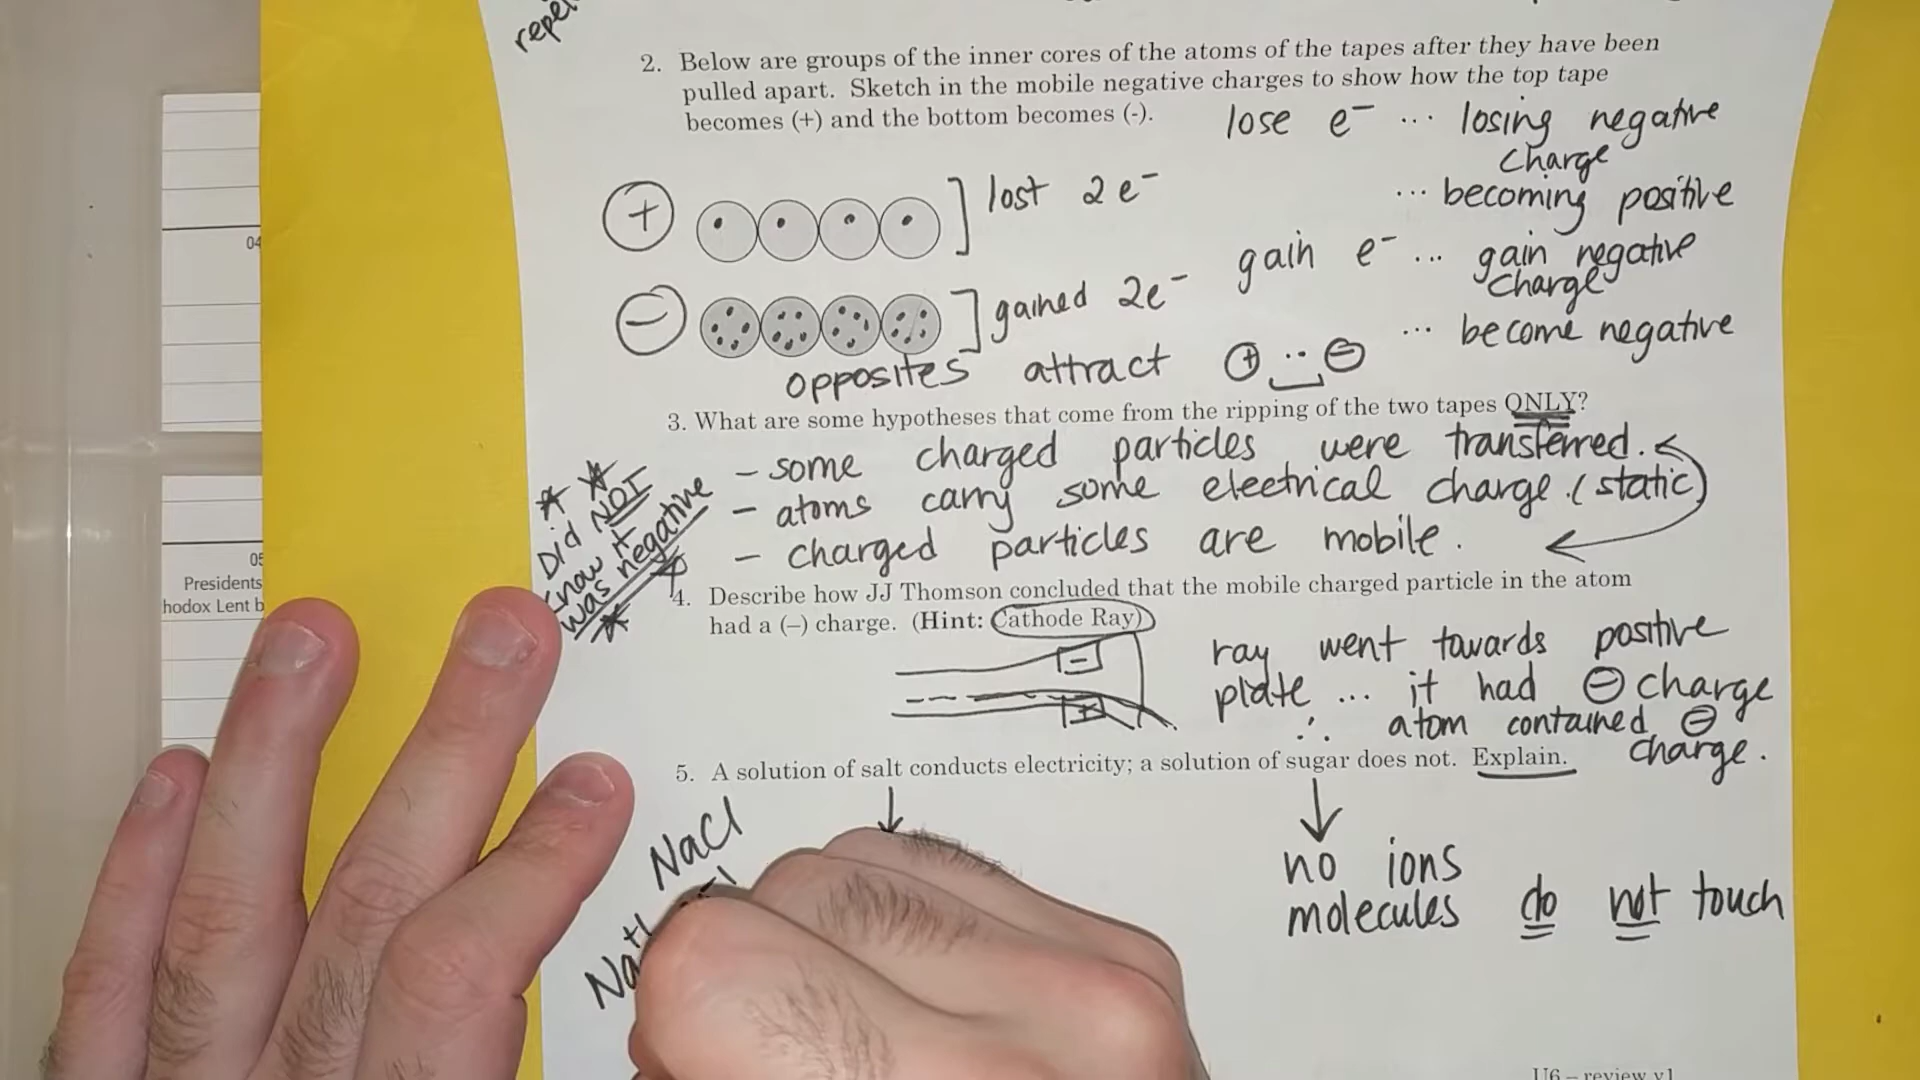 repel
2. Below are groups of the inner cores of the atoms of the tapes after they have been
pulled apart. Sketch in the mobile negative charges to show how the top tape
becomes (+) and the bottom becomes (-).
lose e⁻ ... losing negative
charge
... becoming positive
+
] lost 2 e⁻
gain e⁻ ... gain negative
charge
... become negative
−
] gained 2e⁻
opposites attract + −
3. What are some hypotheses that come from the ripping of the two tapes ONLY?
- some charged particles were transferred.
- atoms carry some electrical charge. (static)
- charged particles are mobile.
Did NOT
know it
was negative
4. Describe how JJ Thomson concluded that the mobile charged particle in the atom
had a (–) charge. (Hint: Cathode Ray)
−
+
ray went towards positive
plate ... it had ⊖ charge
∴ atom contained ⊖
charge.
5. A solution of salt conducts electricity; a solution of sugar does not. Explain.
NaCl
Na⁺¹
no ions
molecules do not touch
U6 – review v1
04
05
Presidents
hodox Lent b